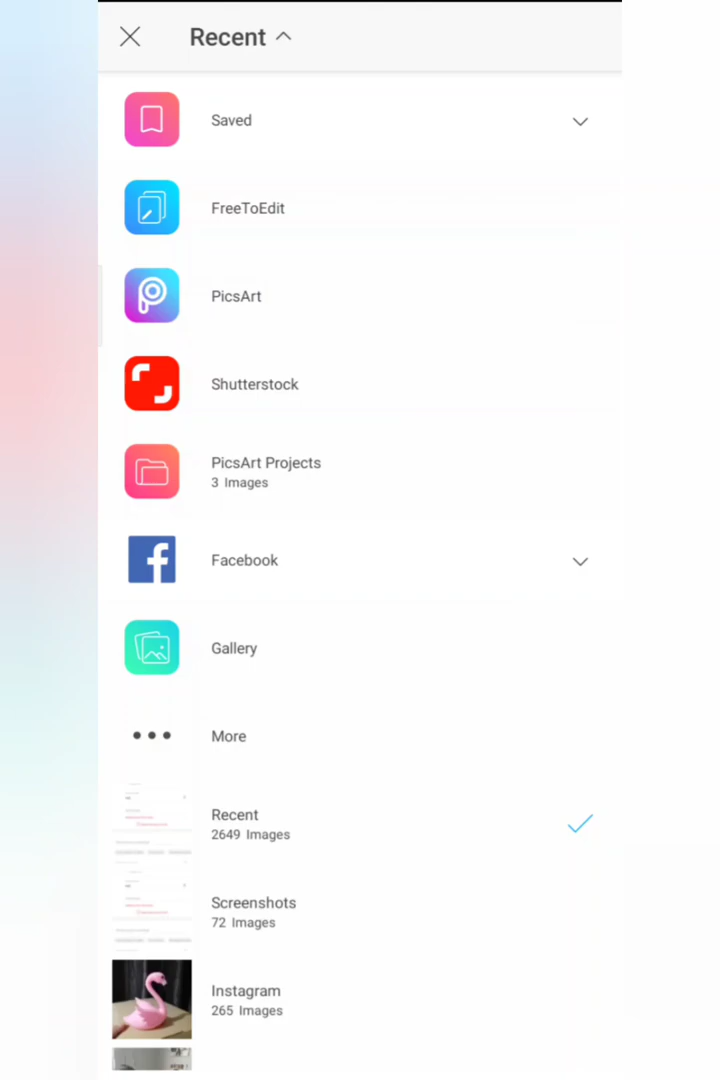 Recent
Saved
FreeToEdit
PicsArt
Shutterstock
PicsArt Projects
3 Images
Facebook
Gallery
More
Recent
2649 Images
Screenshots
72 Images
Instagram
265 Images